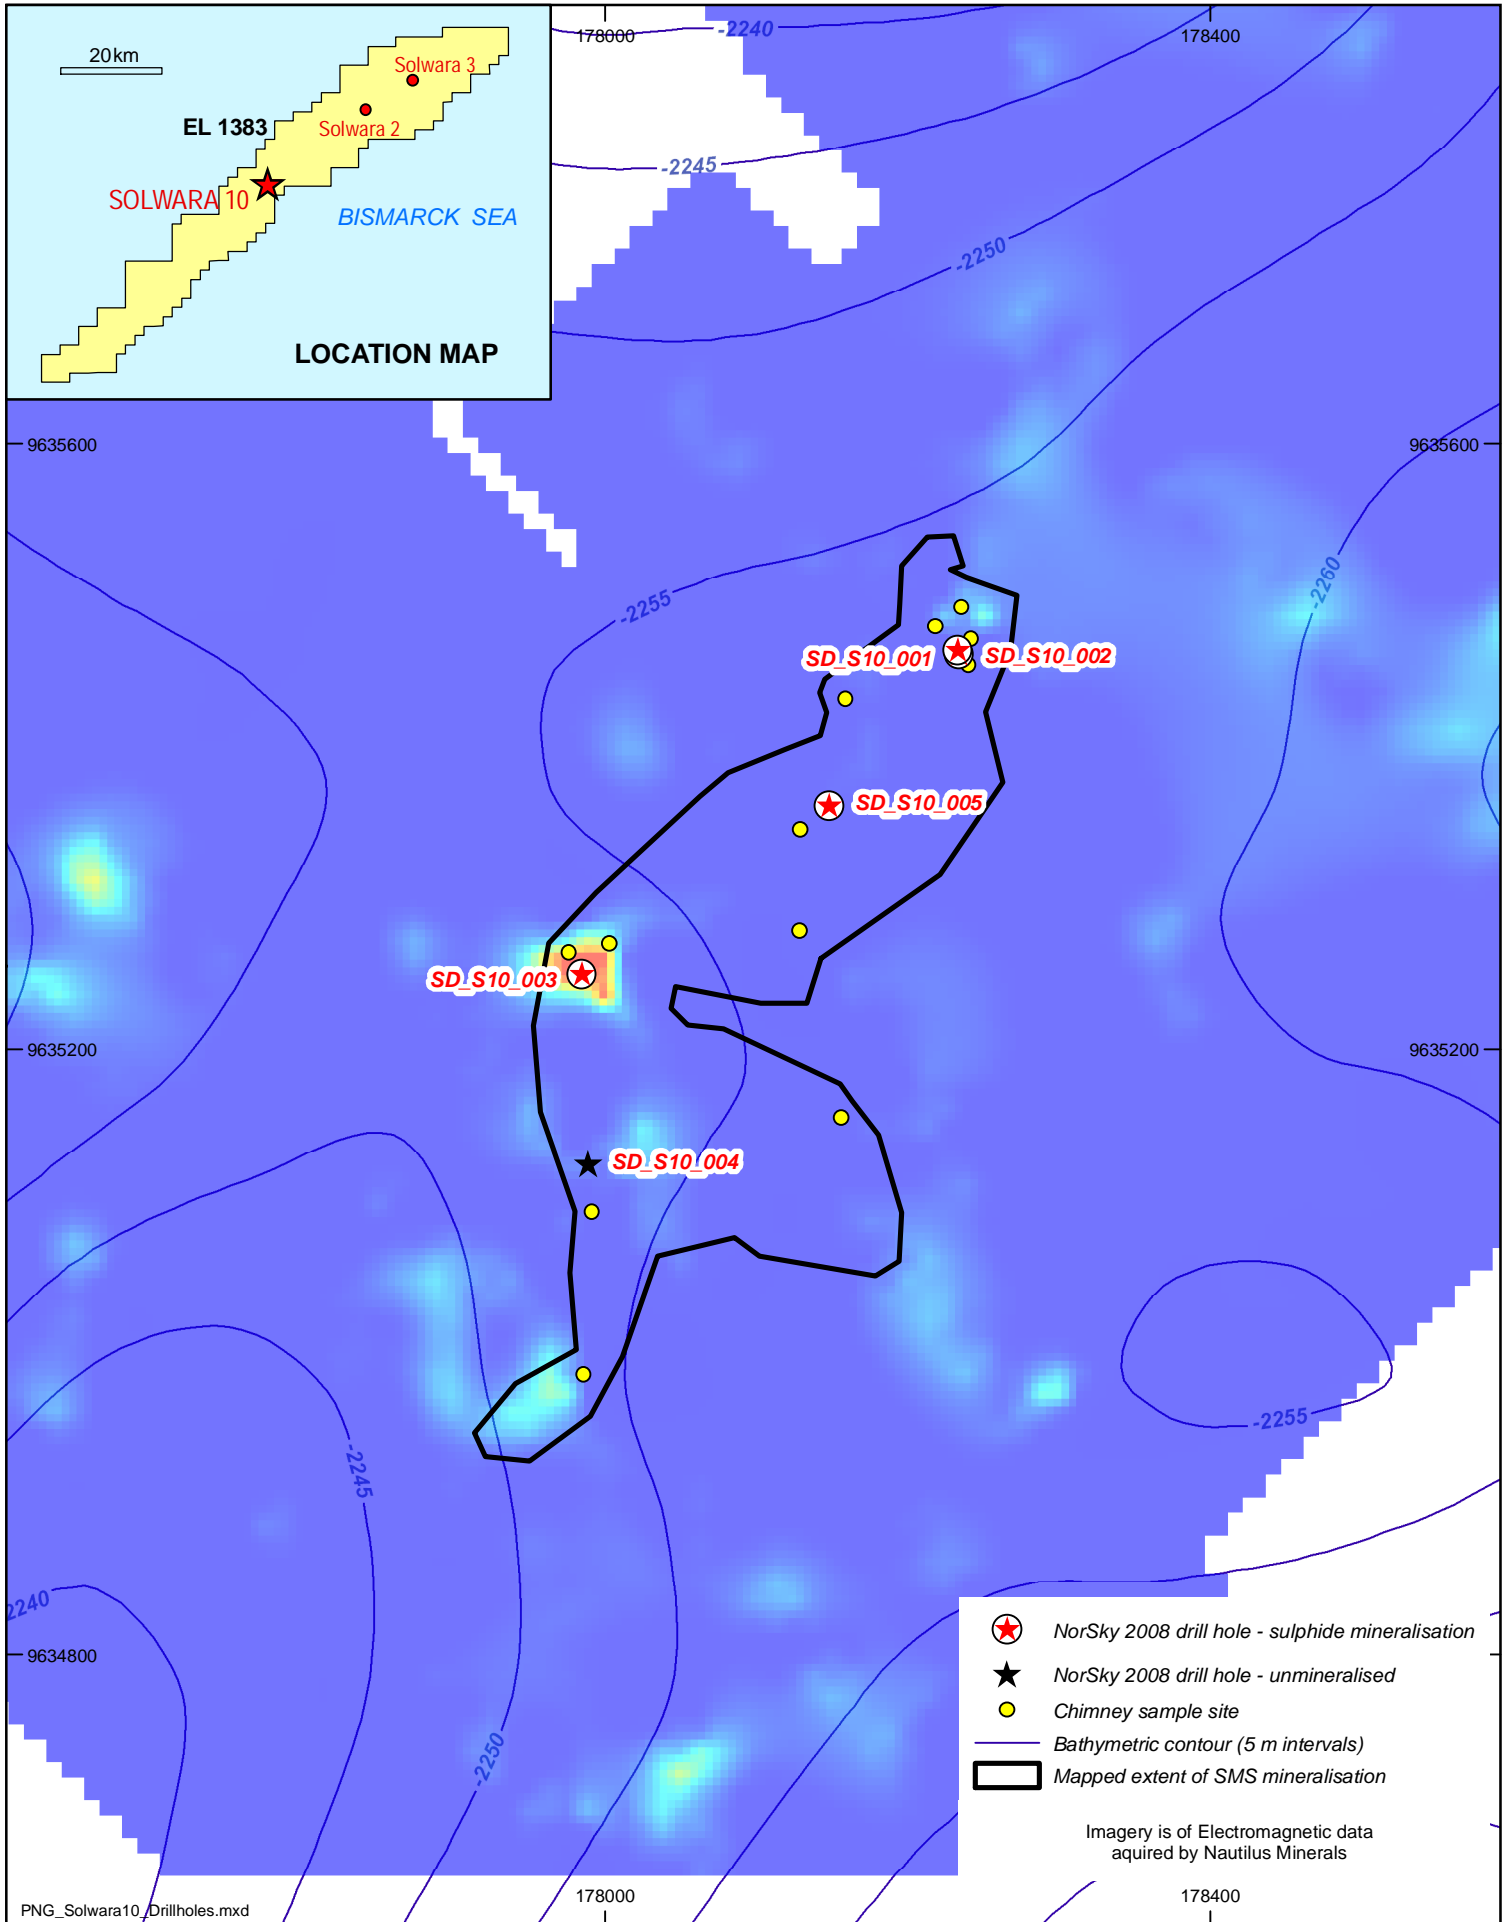 178000
178400
-2240
20km
Solwara 3
Solwara 2
EL 1383
SOLWARA 10
BISMARCK SEA
LOCATION MAP
-2245
-2250
9635600
9635600
-2255
-2260
SD_S10_001
SD_S10_002
SD_S10_005
SD_S10_003
9635200
9635200
SD_S10_004
-2255
-2245
2240
-2250
9634800
NorSky 2008 drill hole - sulphide mineralisation
NorSky 2008 drill hole - unmineralised
Chimney sample site
Bathymetric contour (5 m intervals)
Mapped extent of SMS mineralisation
Imagery is of Electromagnetic data
aquired by Nautilus Minerals
178000
178400
PNG_Solwara10_Drillholes.mxd